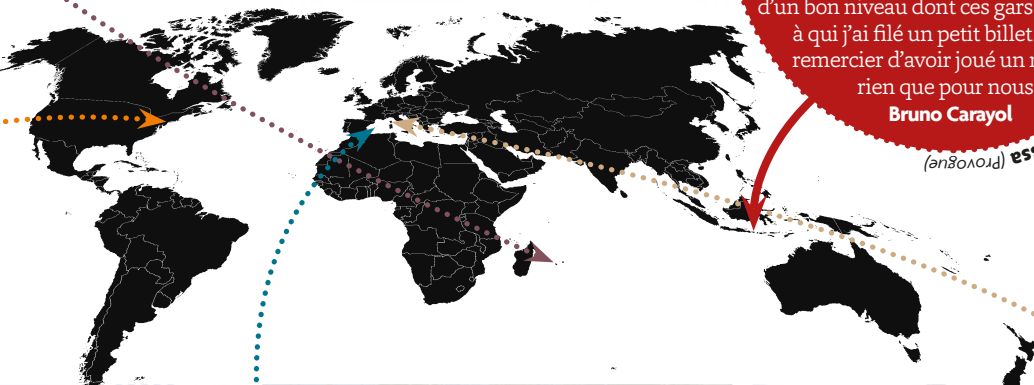 d'un bon niveau dont ces gars
à qui j'ai filé un petit billet
remercier d'avoir joué un
rien que pour nous
Bruno Carayol
(Provogue)